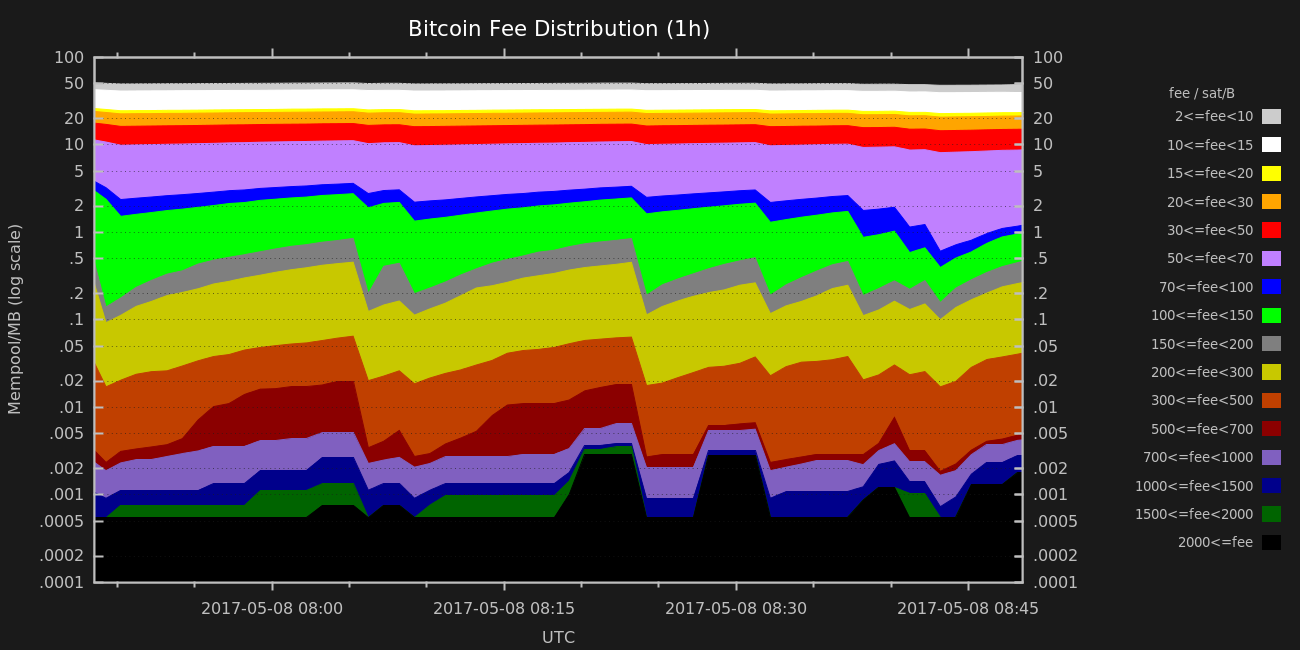 Bitcoin Fee Distribution (1h)
Mempool/MB (log scale)
100
50
20
10
5
2
1
.5
.2
.1
.05
.02
.01
.005
.002
.001
.0005
.0002
.0001
100
50
20
10
5
2
1
.5
.2
.1
.05
.02
.01
.005
.002
.001
.0005
.0002
.0001
2017-05-08 08:00
2017-05-08 08:15
2017-05-08 08:30
2017-05-08 08:45
UTC
fee / sat/B
2<=fee<10
10<=fee<15
15<=fee<20
20<=fee<30
30<=fee<50
50<=fee<70
70<=fee<100
100<=fee<150
150<=fee<200
200<=fee<300
300<=fee<500
500<=fee<700
700<=fee<1000
1000<=fee<1500
1500<=fee<2000
2000<=fee